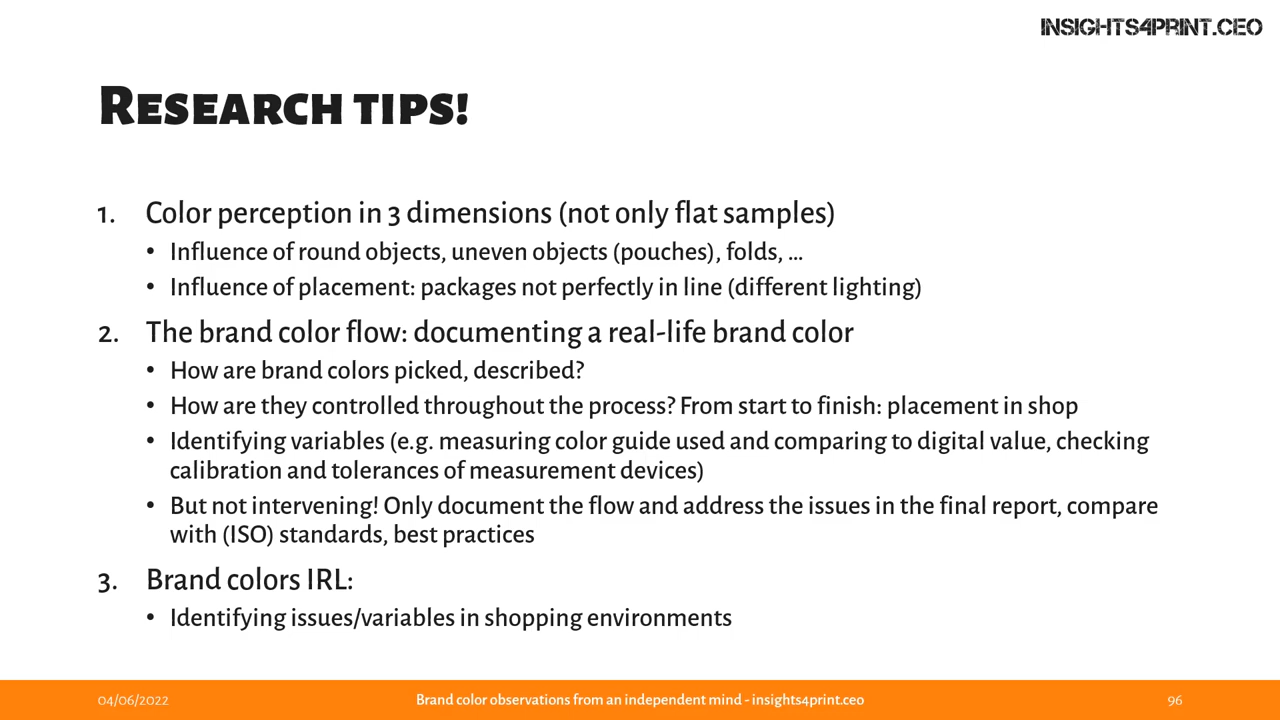 INSIGHTS4PRINT.CEO
RESEARCH TIPS!
1. Color perception in 3 dimensions (not only flat samples)
• Influence of round objects, uneven objects (pouches), folds, ...
• Influence of placement: packages not perfectly in line (different lighting)
2. The brand color flow: documenting a real-life brand color
• How are brand colors picked, described?
• How are they controlled throughout the process? From start to finish: placement in shop
• Identifying variables (e.g. measuring color guide used and comparing to digital value, checking
calibration and tolerances of measurement devices)
• But not intervening! Only document the flow and address the issues in the final report, compare
with (ISO) standards, best practices
3. Brand colors IRL:
• Identifying issues/variables in shopping environments
04/06/2022
Brand color observations from an independent mind - insights4print.ceo
96